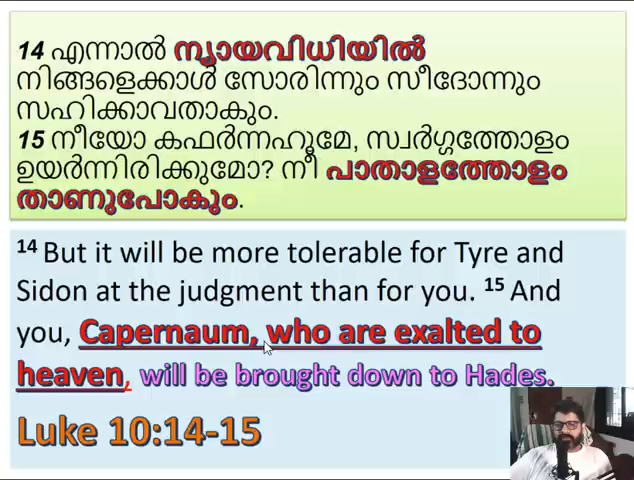 14 എന്നാൽ ന്യായവിധിയിൽ
നിങ്ങളെക്കാൾ സോരിന്നും സീദോന്നും
സഹിക്കാവതാകും.
15 നീയോ കഫർന്നഹൂമേ, സ്വർഗ്ഗത്തോളം
ഉയർന്നിരിക്കുമോ? നീ പാതാളത്തോളം
താണുപോകും.
14 But it will be more tolerable for Tyre and
Sidon at the judgment than for you. 15 And
you, Capernaum, who are exalted to
heaven, will be brought down to Hades.
Luke 10:14-15